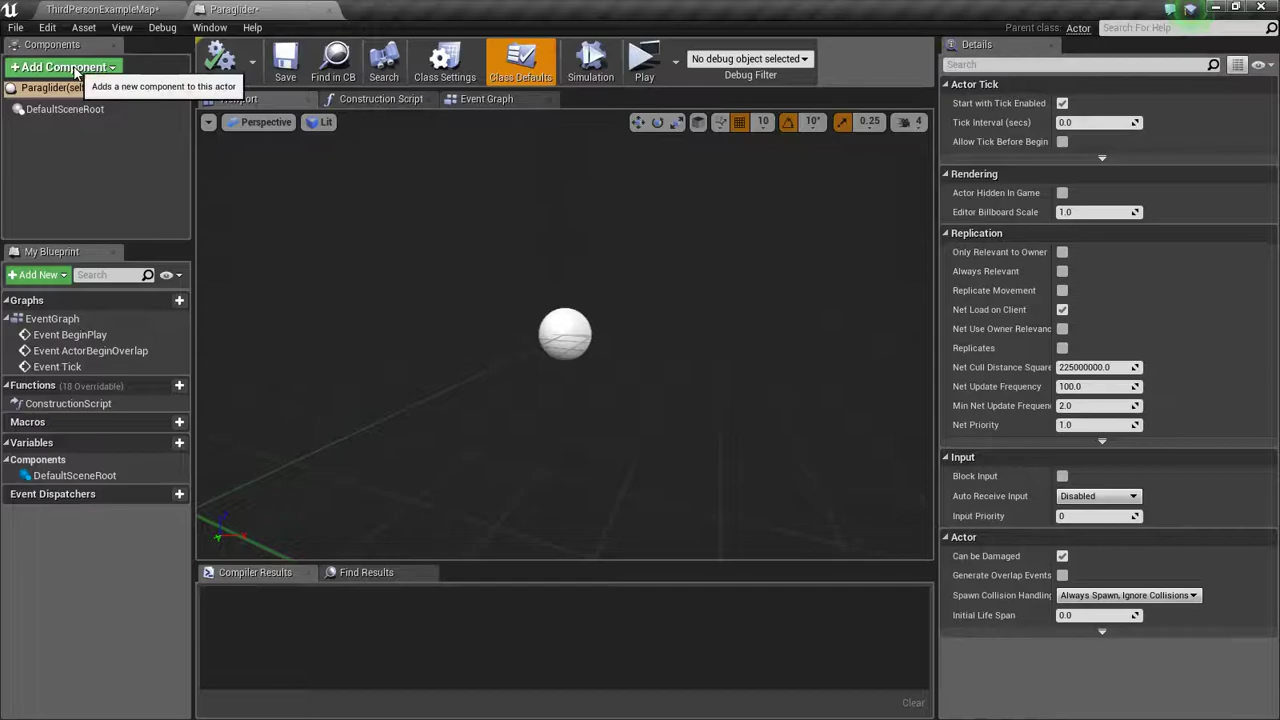 ThirdPersonExampleMap*
Paraglider*
File Edit Asset View Debug Window Help
Parent class: Actor
Search For Help
Components
+ Add Component
Adds a new component to this actor
Paraglider(self
DefaultSceneRoot
Save
Find in CB
Search
Class Settings
Class Defaults
Simulation
Play
No debug object selected
Debug Filter
Viewport
Construction Script
Event Graph
Perspective
Lit
10
10°
0.25
4
My Blueprint
+ Add New
Search
Graphs
EventGraph
Event BeginPlay
Event ActorBeginOverlap
Event Tick
Functions (18 Overridable)
ConstructionScript
Macros
Variables
Components
DefaultSceneRoot
Event Dispatchers
Compiler Results
Find Results
Clear
Details
Search
Actor Tick
Start with Tick Enabled
Tick Interval (secs) 0.0
Allow Tick Before Begin
Rendering
Actor Hidden In Game
Editor Billboard Scale 1.0
Replication
Only Relevant to Owner
Always Relevant
Replicate Movement
Net Load on Client
Net Use Owner Relevanc
Replicates
Net Cull Distance Square 225000000.0
Net Update Frequency 100.0
Min Net Update Frequen 2.0
Net Priority 1.0
Input
Block Input
Auto Receive Input Disabled
Input Priority 0
Actor
Can be Damaged
Generate Overlap Events
Spawn Collision Handling Always Spawn, Ignore Collisions
Initial Life Span 0.0